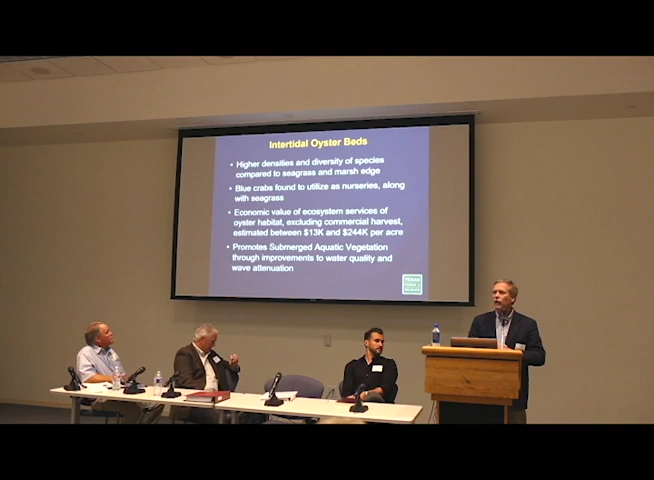 Intertidal Oyster Beds
• Higher densities and diversity of species
compared to seagrass and marsh edge
• Blue crabs found to utilize as nurseries, along
with seagrass
• Economic value of ecosystem services of
oyster habitat, excluding commercial harvest,
estimated between $13K and $244K per acre
• Promotes Submerged Aquatic Vegetation
through improvements to water quality and
wave attenuation
TEXAS